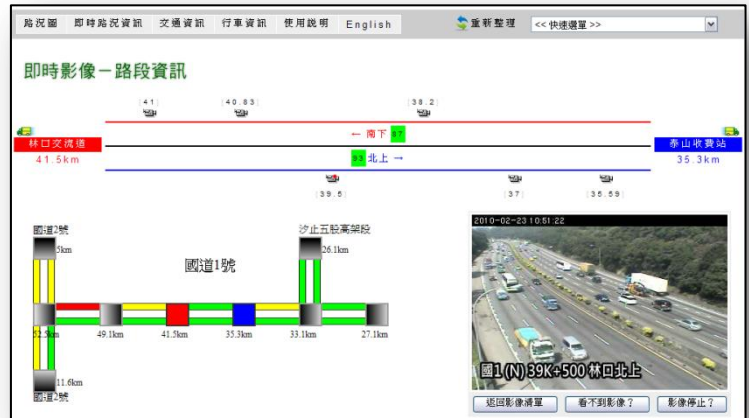 路況圖 即時路況資訊 交通資訊 行車資訊 使用說明 English 重新整理 << 快速選單 >>
即時影像－路段資訊
[41] [40.83] [38.2]
← 南下 97
林口交流道 泰山收費站
93 北上 →
41.5km 35.3km
[39.5] [37] [35.59]
國道2號 汐止五股高架段
5km 26.1km
國道1號
52.5km 49.1km 41.5km 35.3km 33.1km 27.1km
11.6km
國道2號
2010-02-23 10:51:22
國1 (N) 39K+500 林口北上
返回影像清單 看不到影像？ 影像停止？